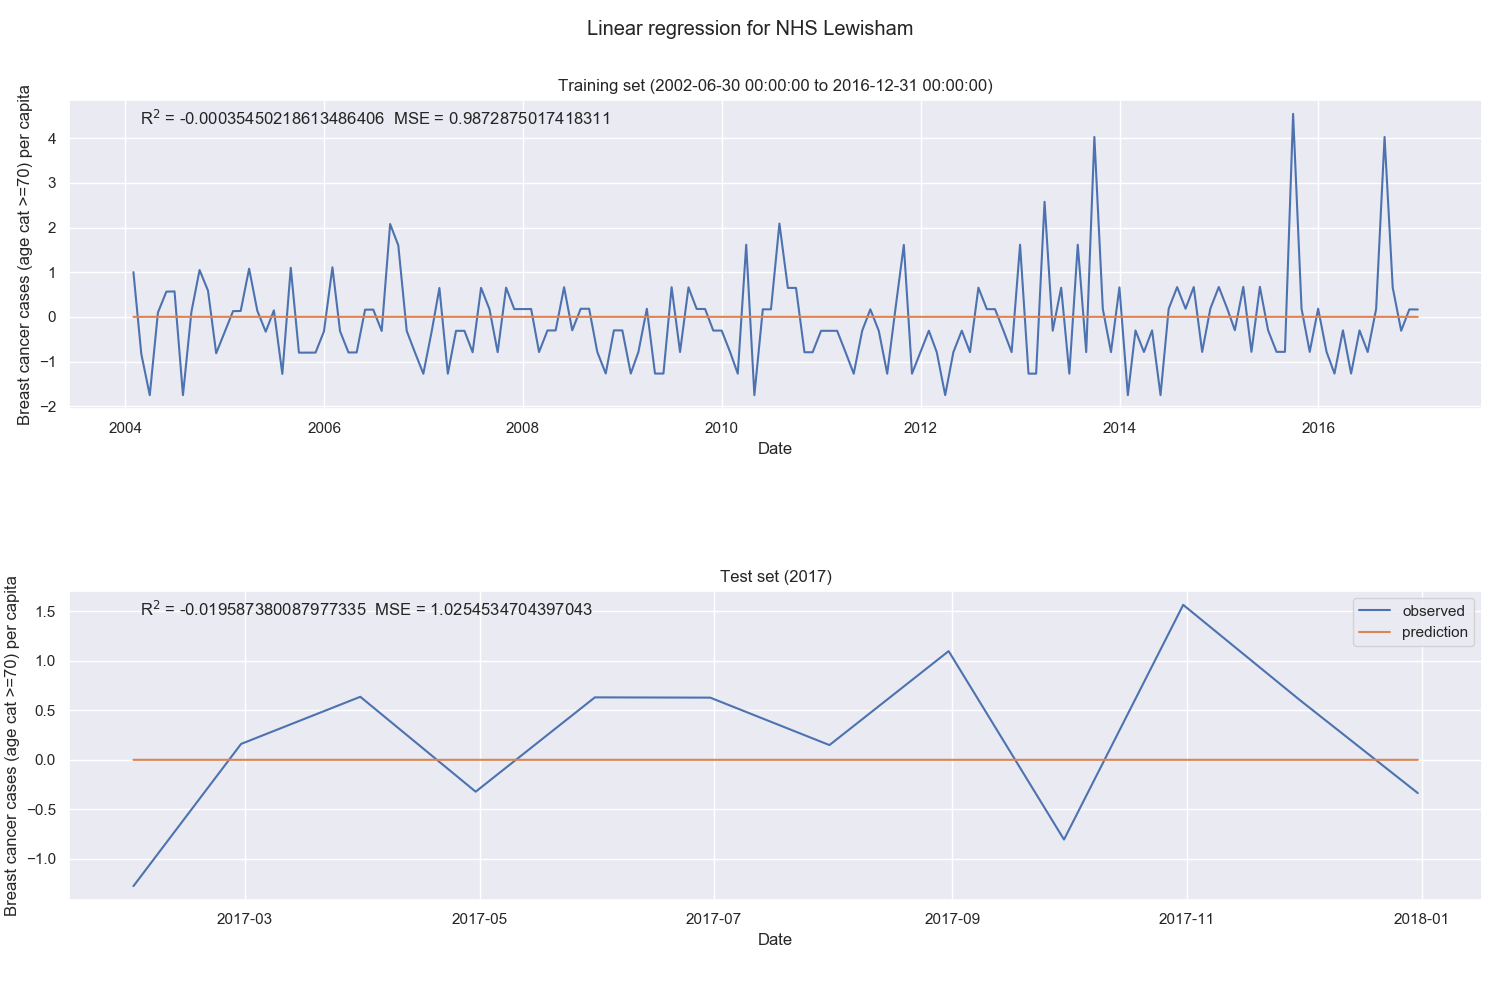 Linear regression for NHS Lewisham
Training set (2002-06-30 00:00:00 to 2016-12-31 00:00:00)
R² = -0.00035450218613486406 MSE = 0.9872875017418311
Breast cancer cases (age cat >=70) per capita
4
3
2
1
0
−1
−2
2004 2006 2008 2010 2012 2014 2016
Date
Test set (2017)
R² = -0.019587380087977335 MSE = 1.0254534704397043
observed
prediction
Breast cancer cases (age cat >=70) per capita
1.5
1.0
0.5
0.0
−0.5
−1.0
2017-03 2017-05 2017-07 2017-09 2017-11 2018-01
Date